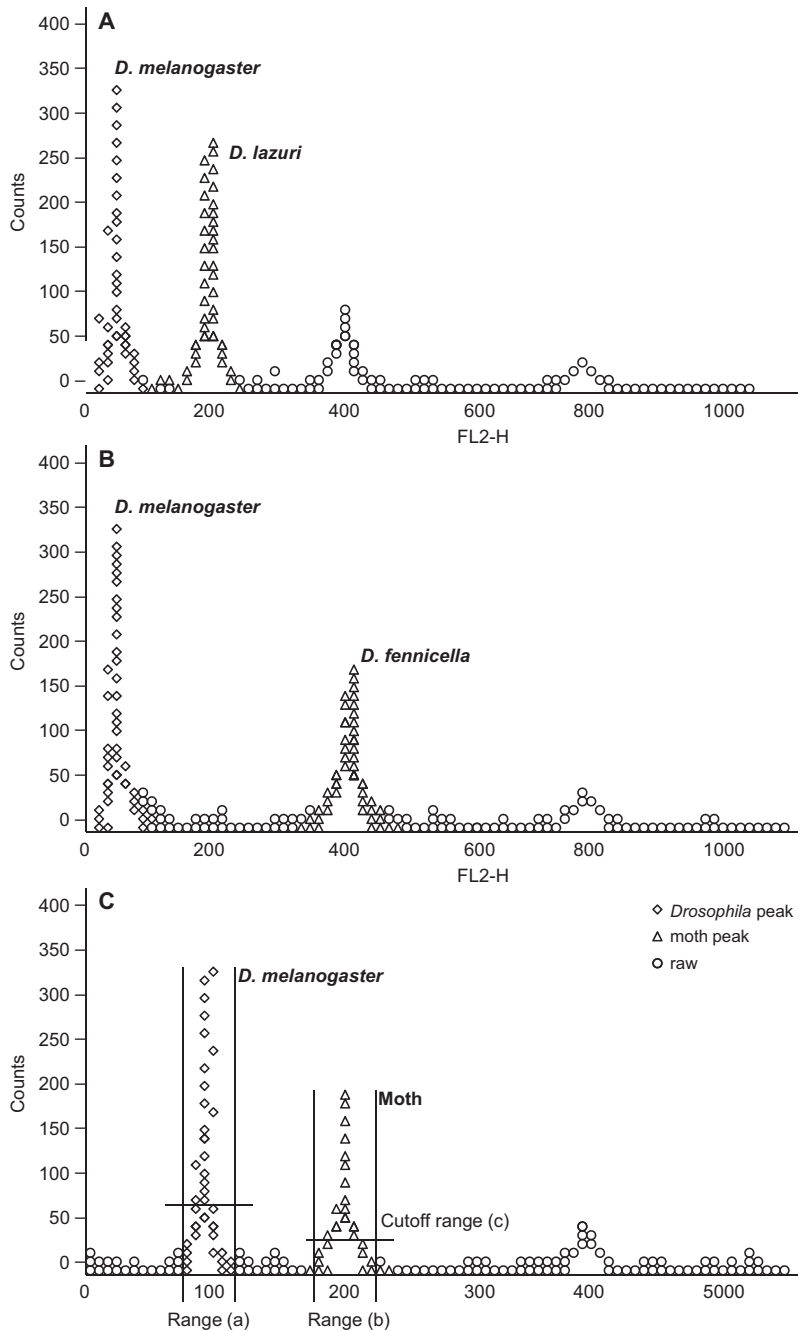 A
400
350
300
250
200
150
100
50
0
Counts
D. melanogaster
D. lazuri
0 200 400 600 800 1000
FL2-H
B
400
350
300
250
200
150
100
50
0
Counts
D. melanogaster
D. fennicella
0 200 400 600 800 1000
FL2-H
C
400
350
300
250
200
150
100
50
0
Counts
Drosophila peak
moth peak
raw
D. melanogaster
Moth
Cutoff range (c)
0 100 200 300 400 5000
Range (a) Range (b)